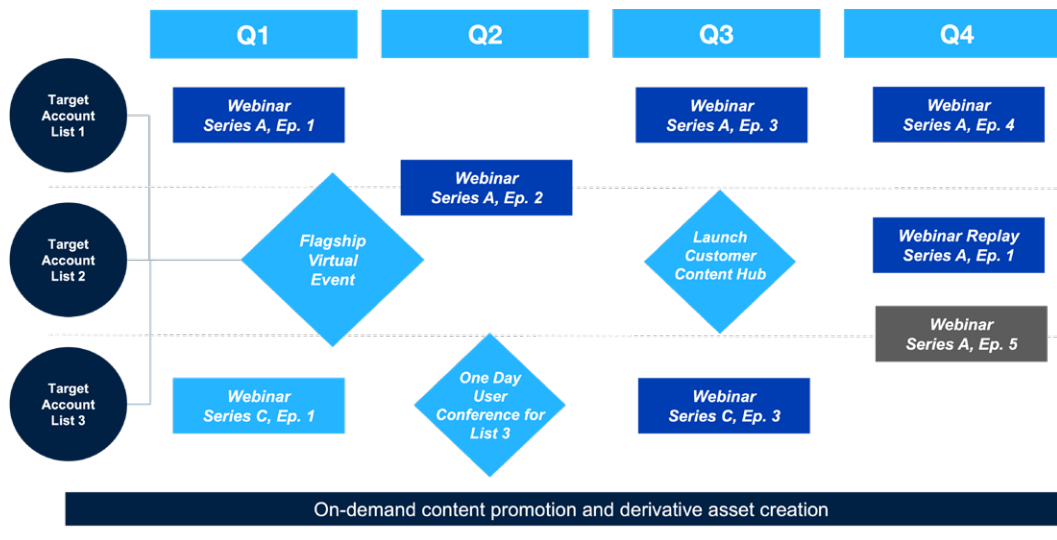 Q1
Q2
Q3
Q4
Target
Account
List 1
Webinar
Series A, Ep. 1
Webinar
Series A, Ep. 3
Webinar
Series A, Ep. 4
Webinar
Series A, Ep. 2
Target
Account
List 2
Flagship
Virtual
Event
Launch
Customer
Content Hub
Webinar Replay
Series A, Ep. 1
Webinar
Series A, Ep. 5
Target
Account
List 3
Webinar
Series C, Ep. 1
One Day
User
Conference for
List 3
Webinar
Series C, Ep. 3
On-demand content promotion and derivative asset creation